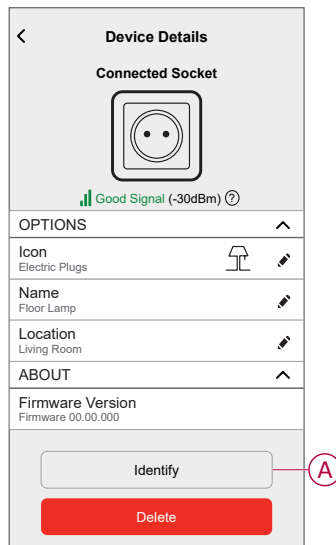 Device Details
Connected Socket
Good Signal (-30dBm) ?
OPTIONS
Icon
Electric Plugs
Name
Floor Lamp
Location
Living Room
ABOUT
Firmware Version
Firmware 00.00.000
Identify
A
Delete